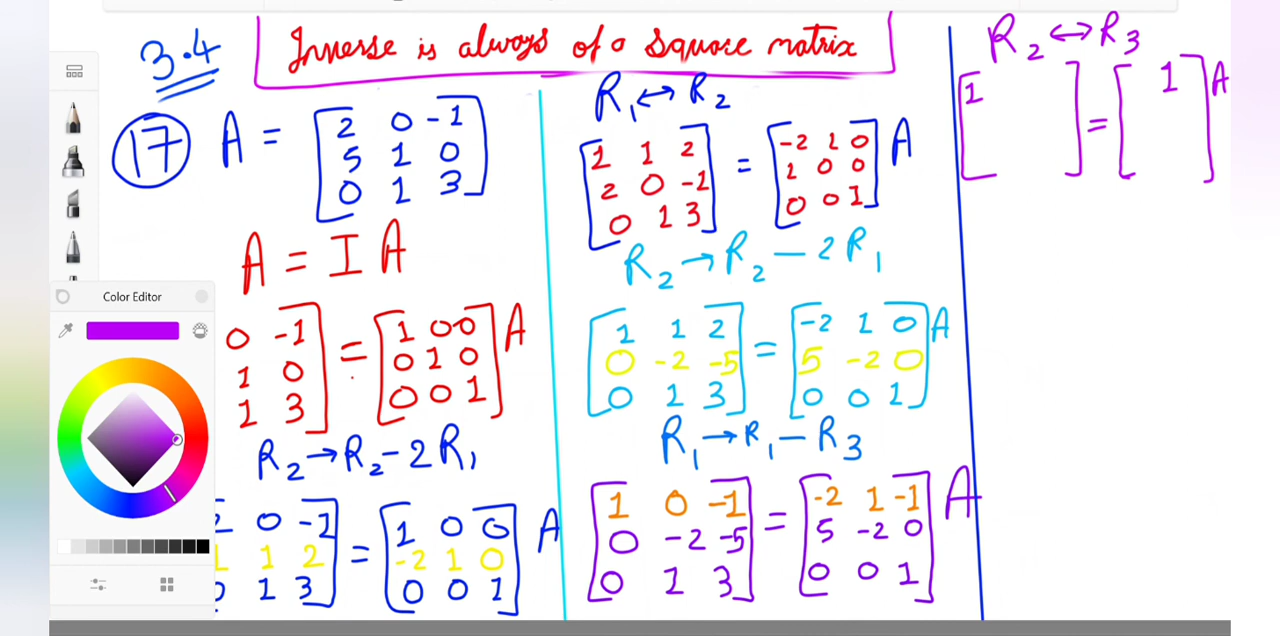 3.4 Inverse is always of a square matrix
17 A = [2 0 -1
5 1 0
0 1 3]
A = I A
0 -1
1 0
1 3] = [1 0 0
0 1 0
0 0 1] A
R2 → R2 - 2R1
2 0 -1
1 1 2
0 1 3] = [1 0 0
-2 1 0
0 0 1] A
Color Editor
R1 ↔ R2
[1 1 2
2 0 -1
0 1 3] = [-2 1 0
1 0 0
0 0 1] A
R2 → R2 - 2R1
[1 1 2
0 -2 -5
0 1 3] = [-2 1 0
5 -2 0
0 0 1] A
R1 → R1 - R3
[1 0 -1
0 -2 -5
0 1 3] = [-2 1 -1
5 -2 0
0 0 1] A
R2 ↔ R3
[1 ] = [ 1 ] A